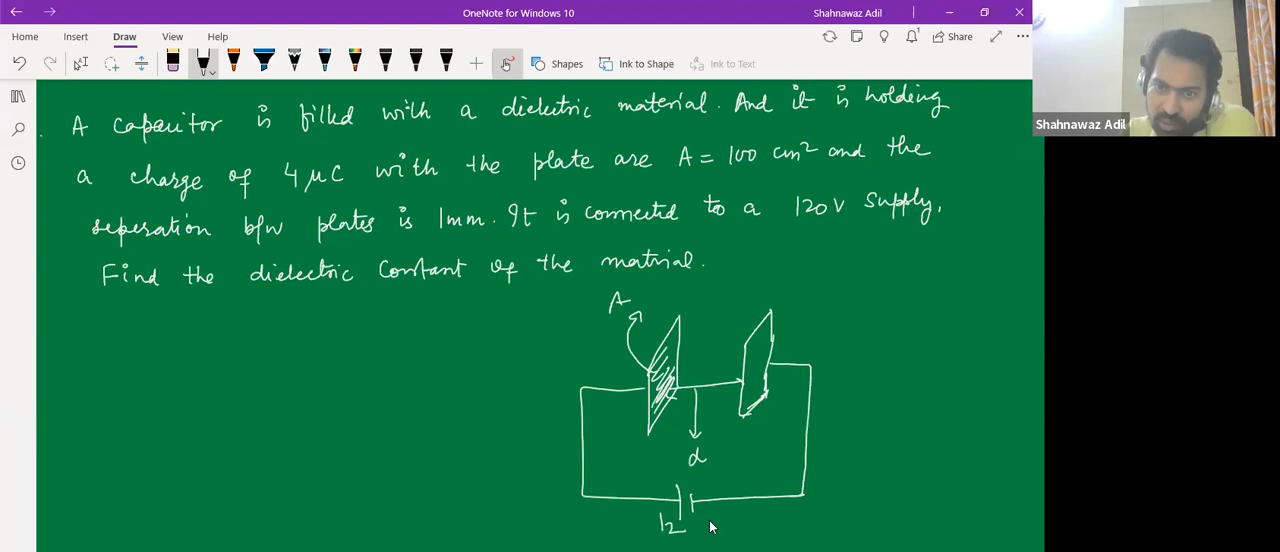 OneNote for Windows 10
Shahnawaz Adil
Home Insert Draw View Help
Share
Shapes Ink to Shape Ink to Text
Shahnawaz Adil
A capacitor is filled with a dielectric material. And it is holding
a charge of 4 μC with the plate are A = 100 cm² and the
seperation b/w plates is 1mm. It is connected to a 120V supply.
Find the dielectric constant of the matrial.
A
d
12